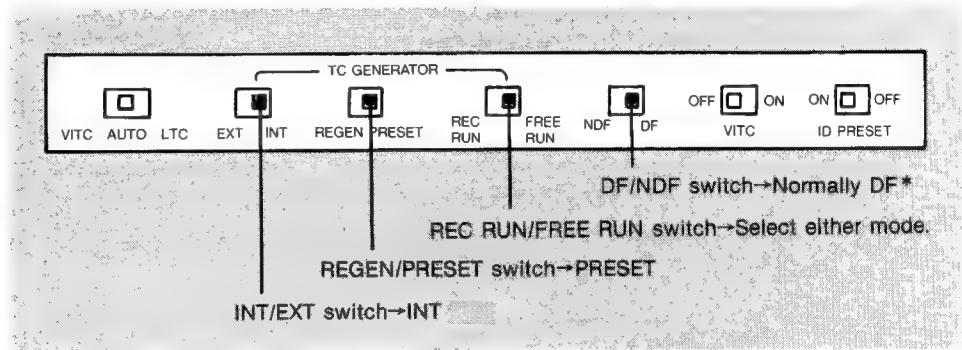 TC GENERATOR
VITC AUTO LTC
EXT INT
REGEN PRESET
REC RUN
FREE RUN
NDF DF
OFF ON
VITC
ON OFF
ID PRESET
DF/NDF switch→Normally DF*
REC RUN/FREE RUN switch→Select either mode.
REGEN/PRESET switch→PRESET
INT/EXT switch→INT